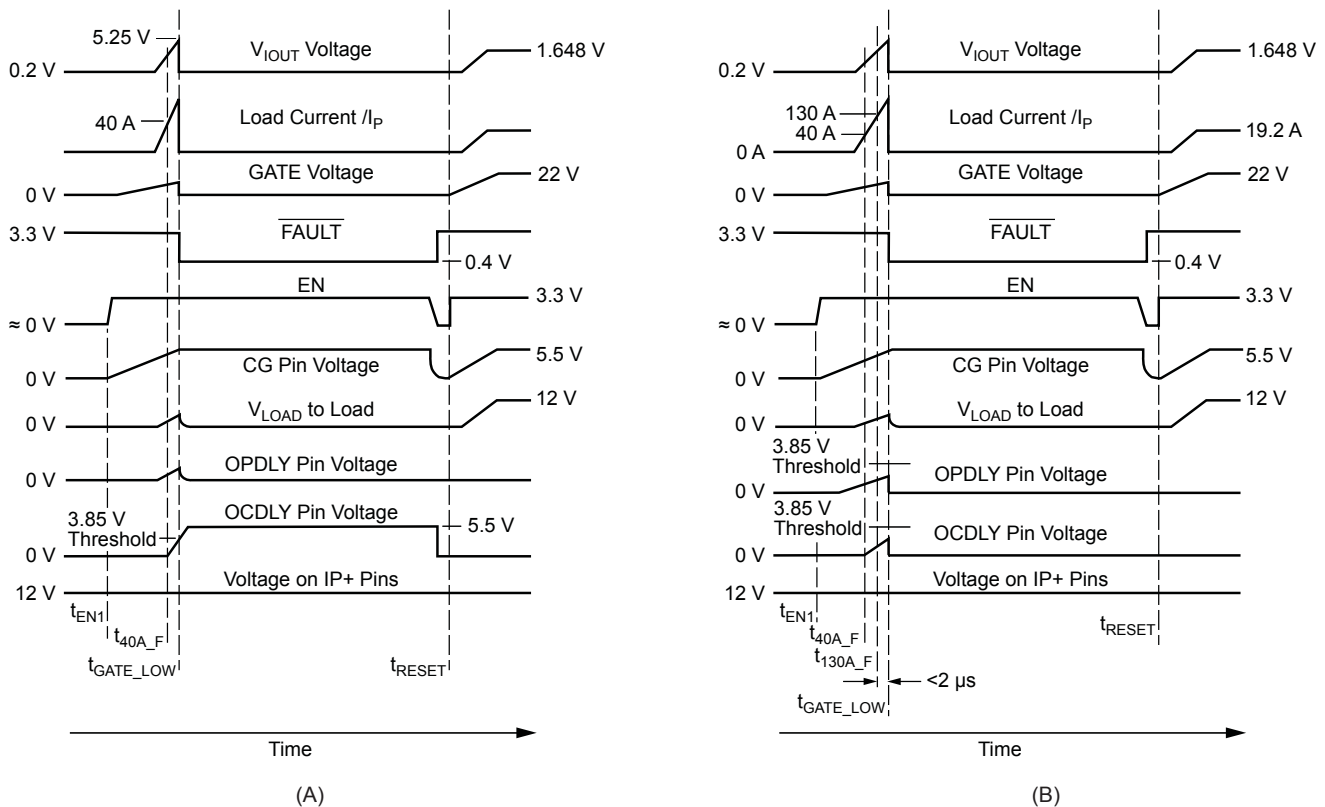 5.25 V
V_IOUT Voltage
1.648 V
0.2 V
40 A
Load Current /I_P
GATE Voltage
22 V
0 V
3.3 V
FAULT
0.4 V
EN
3.3 V
≈ 0 V
CG Pin Voltage
5.5 V
0 V
V_LOAD to Load
12 V
0 V
OPDLY Pin Voltage
0 V
OCDLY Pin Voltage
3.85 V
Threshold
5.5 V
0 V
Voltage on IP+ Pins
12 V
t_EN1
t_40A_F
t_GATE_LOW
t_RESET
Time
(A)
V_IOUT Voltage
1.648 V
0.2 V
130 A
40 A
Load Current /I_P
19.2 A
0 A
GATE Voltage
22 V
0 V
3.3 V
FAULT
0.4 V
EN
3.3 V
≈ 0 V
CG Pin Voltage
5.5 V
0 V
V_LOAD to Load
12 V
0 V
3.85 V
Threshold
OPDLY Pin Voltage
0 V
3.85 V
Threshold
OCDLY Pin Voltage
0 V
Voltage on IP+ Pins
12 V
t_EN1
t_40A_F
t_RESET
t_130A_F
<2 μs
t_GATE_LOW
Time
(B)